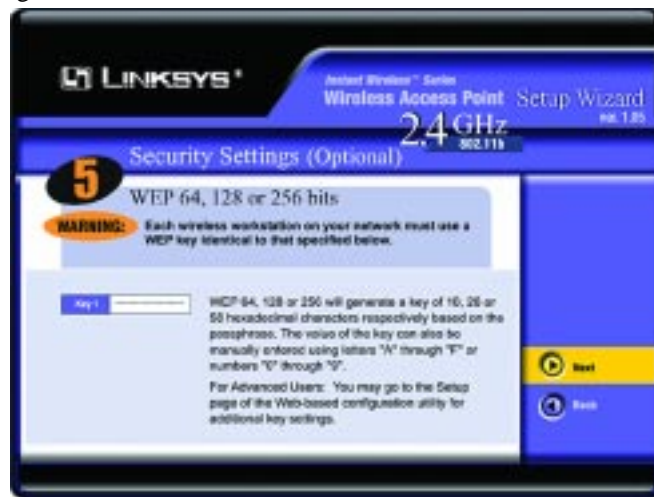 LINKSYS®
Instant Wireless™ Series
Wireless Access Point
Setup Wizard
ver. 1.05
2.4 GHz
802.11b
Security Settings (Optional)
5
WEP 64, 128 or 256 bits
WARNING:
Each wireless workstation on your network must use a
WEP key identical to that specified below.
Key 1
WEP 64, 128 or 256 will generate a key of 10, 26 or
58 hexadecimal characters respectively based on the
passphrase. The value of the key can also be
manually entered using letters "A" through "F" or
numbers "0" through "9".
For Advanced Users: You may go to the Setup
page of the Web-based configuration utility for
additional key settings.
Next
Back